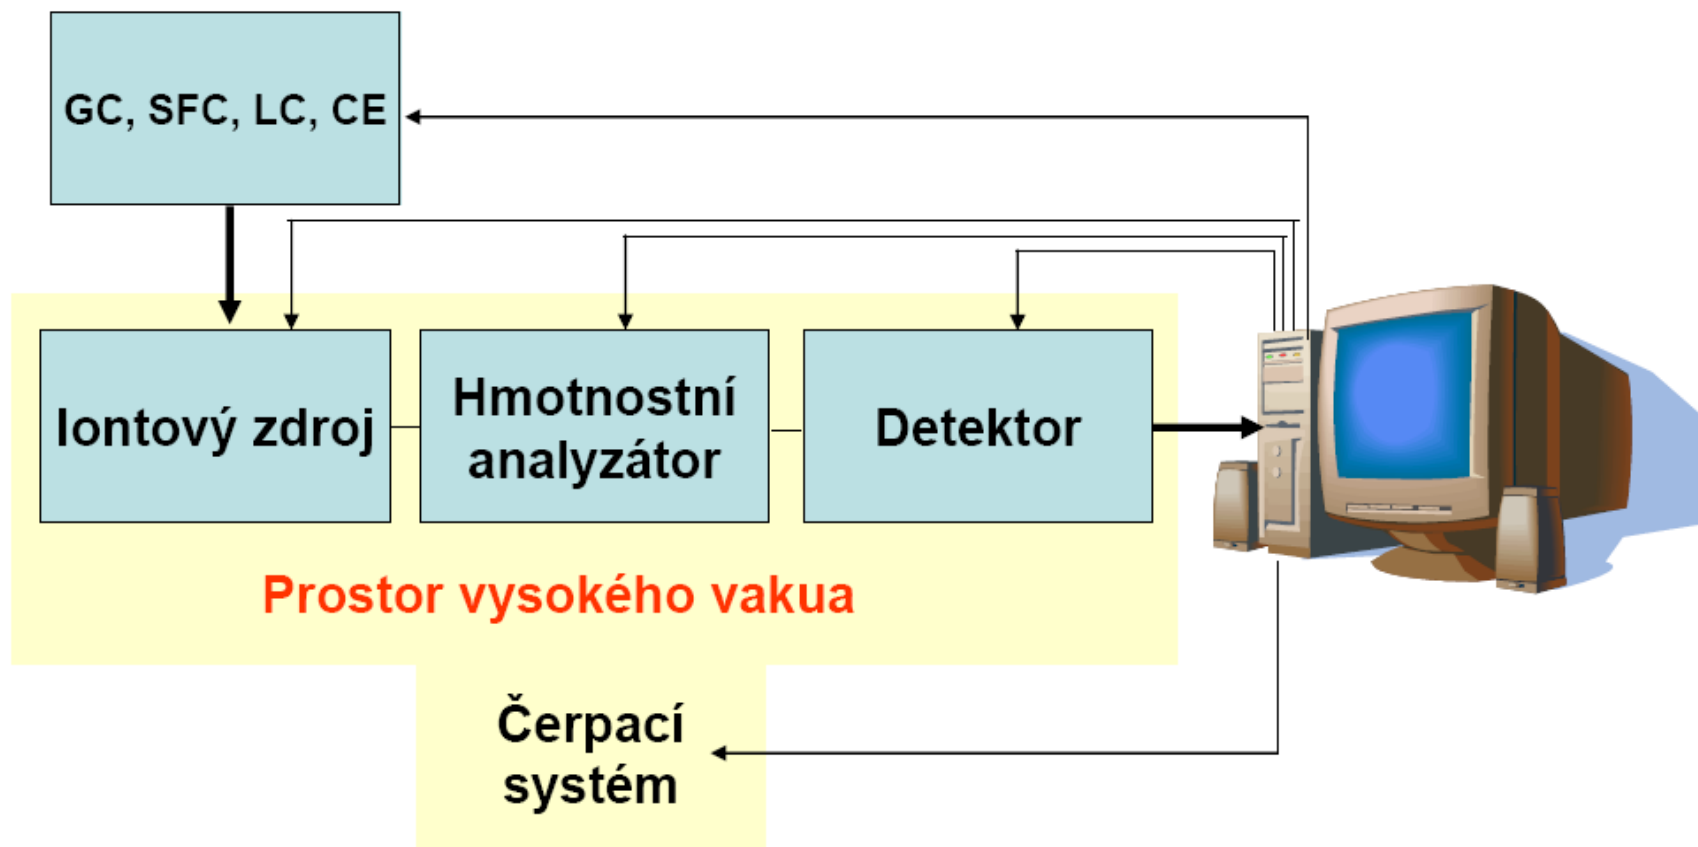 GC, SFC, LC, CE
Iontový zdroj
Hmotnostní
analyzátor
Detektor
Prostor vysokého vakua
Čerpací
systém